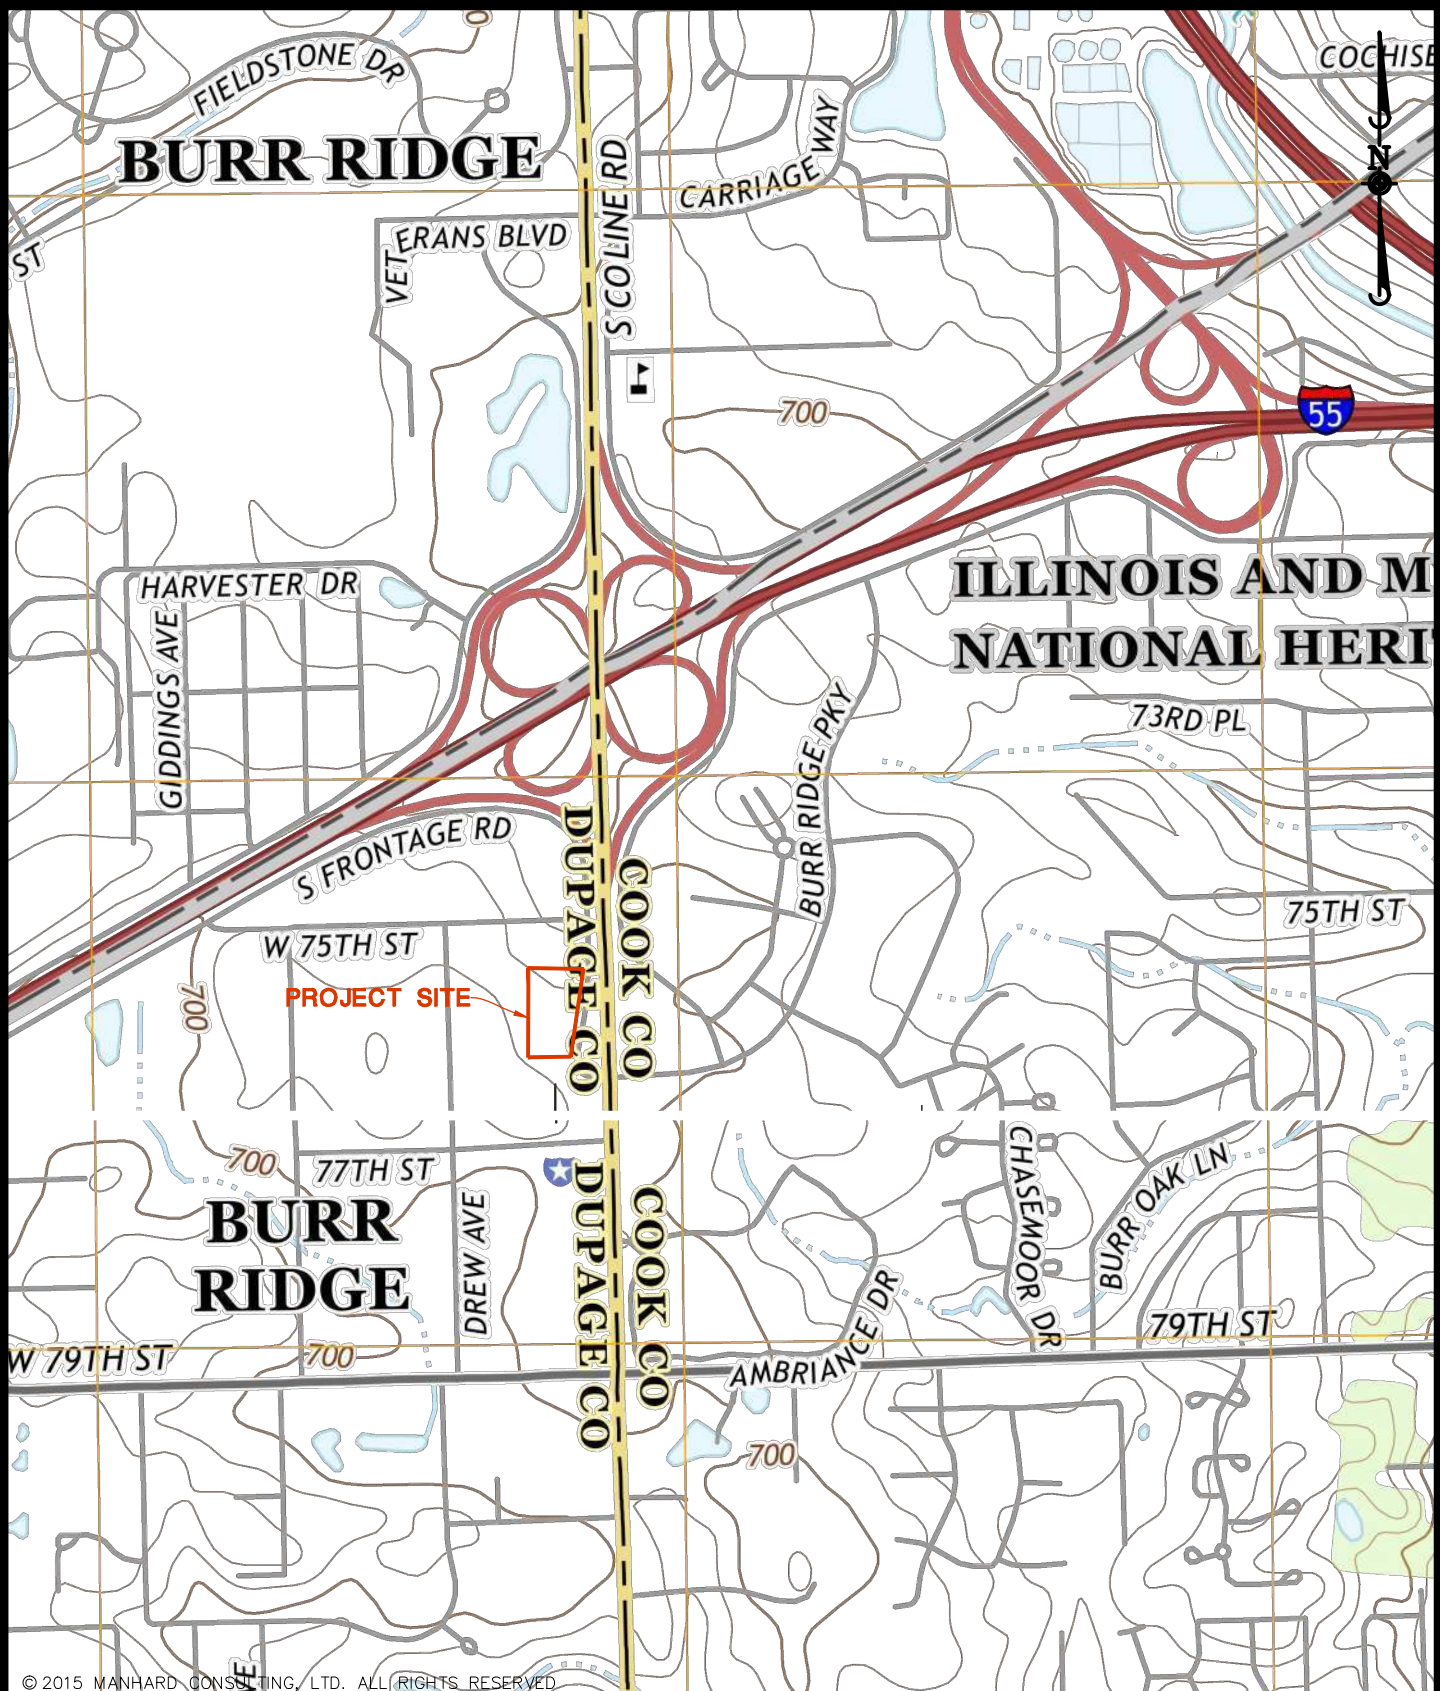 FIELDSTONE DR
COCHISE
BURR RIDGE
S COLINE RD
CARRIAGE WAY
N
ST
VETERANS BLVD
700
55
HARVESTER DR
GIDDINGS AVE
ILLINOIS AND M
NATIONAL HERI
BURR RIDGE PKY
73RD PL
S FRONTAGE RD
DUPAGE CO
COOK CO
W 75TH ST
75TH ST
PROJECT SITE
700
700
77TH ST
BURR
RIDGE
DREW AVE
DUPAGE CO
COOK CO
CHASEMOOR DR
BURR OAK LN
W 79TH ST
700
79TH ST
AMBRIANCE DR
700
VE
© 2015 MANHARD CONSULTING, LTD. ALL RIGHTS RESERVED